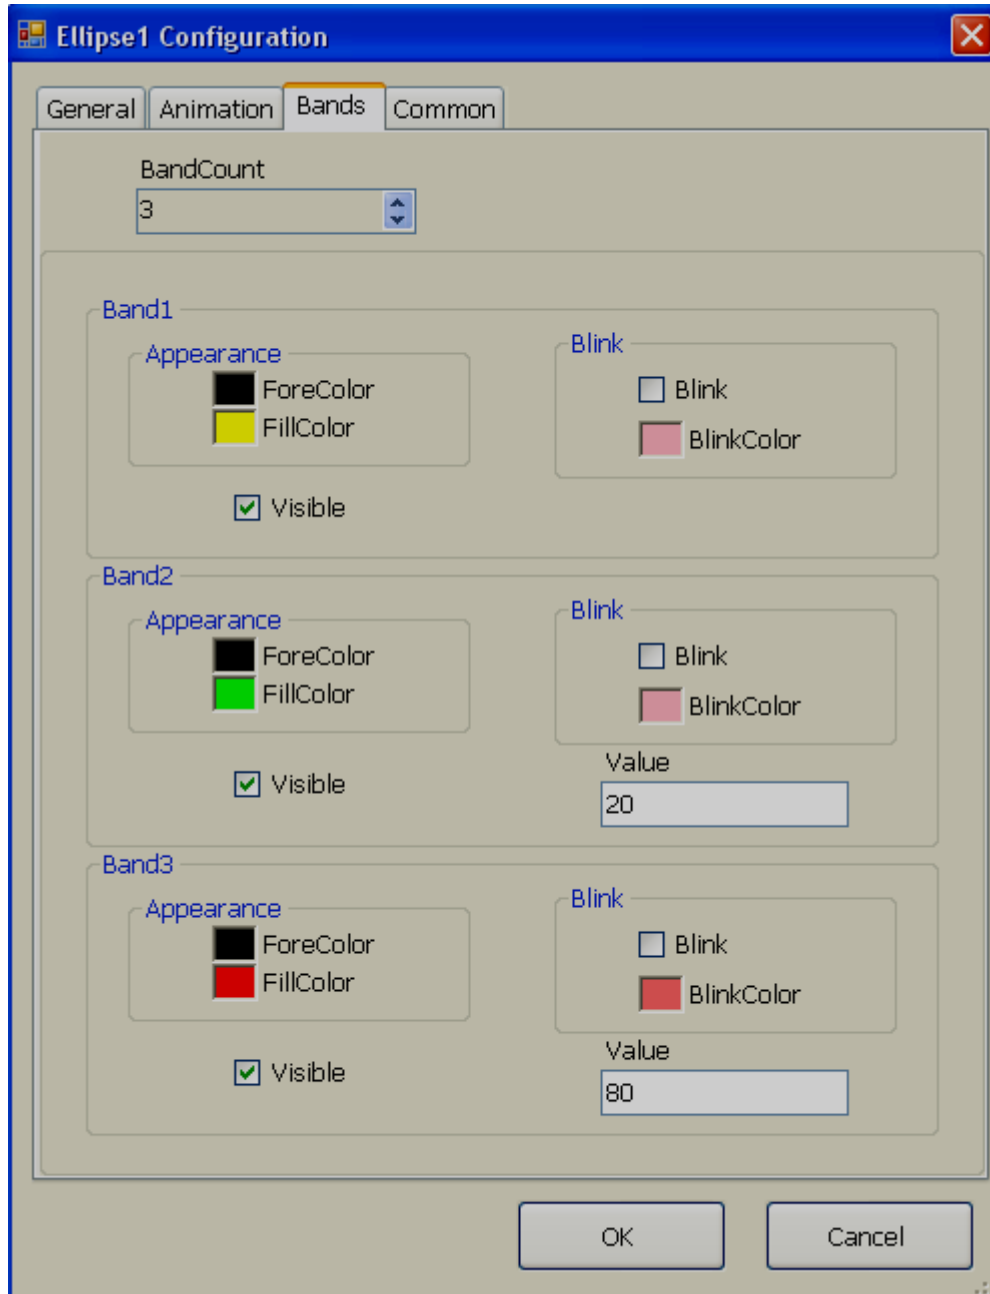 Ellipse1 Configuration
General Animation Bands Common
BandCount
3
Band1
Appearance
ForeColor
FillColor
Visible
Blink
Blink
BlinkColor
Band2
Appearance
ForeColor
FillColor
Visible
Blink
Blink
BlinkColor
Value
20
Band3
Appearance
ForeColor
FillColor
Visible
Blink
Blink
BlinkColor
Value
80
OK Cancel